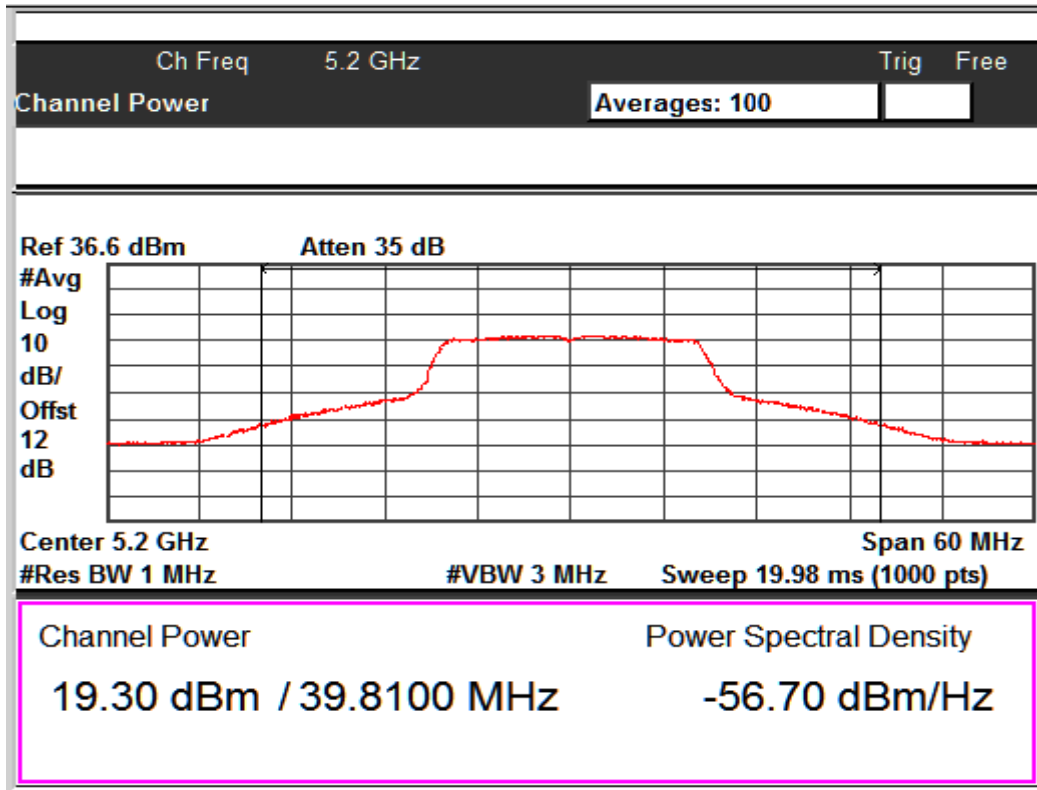 Ch Freq 5.2 GHz Trig Free
Channel Power Averages: 100
Ref 36.6 dBm Atten 35 dB
#Avg
Log
10
dB/
Offst
12
dB
Center 5.2 GHz Span 60 MHz
#Res BW 1 MHz #VBW 3 MHz Sweep 19.98 ms (1000 pts)
Channel Power Power Spectral Density
19.30 dBm / 39.8100 MHz -56.70 dBm/Hz